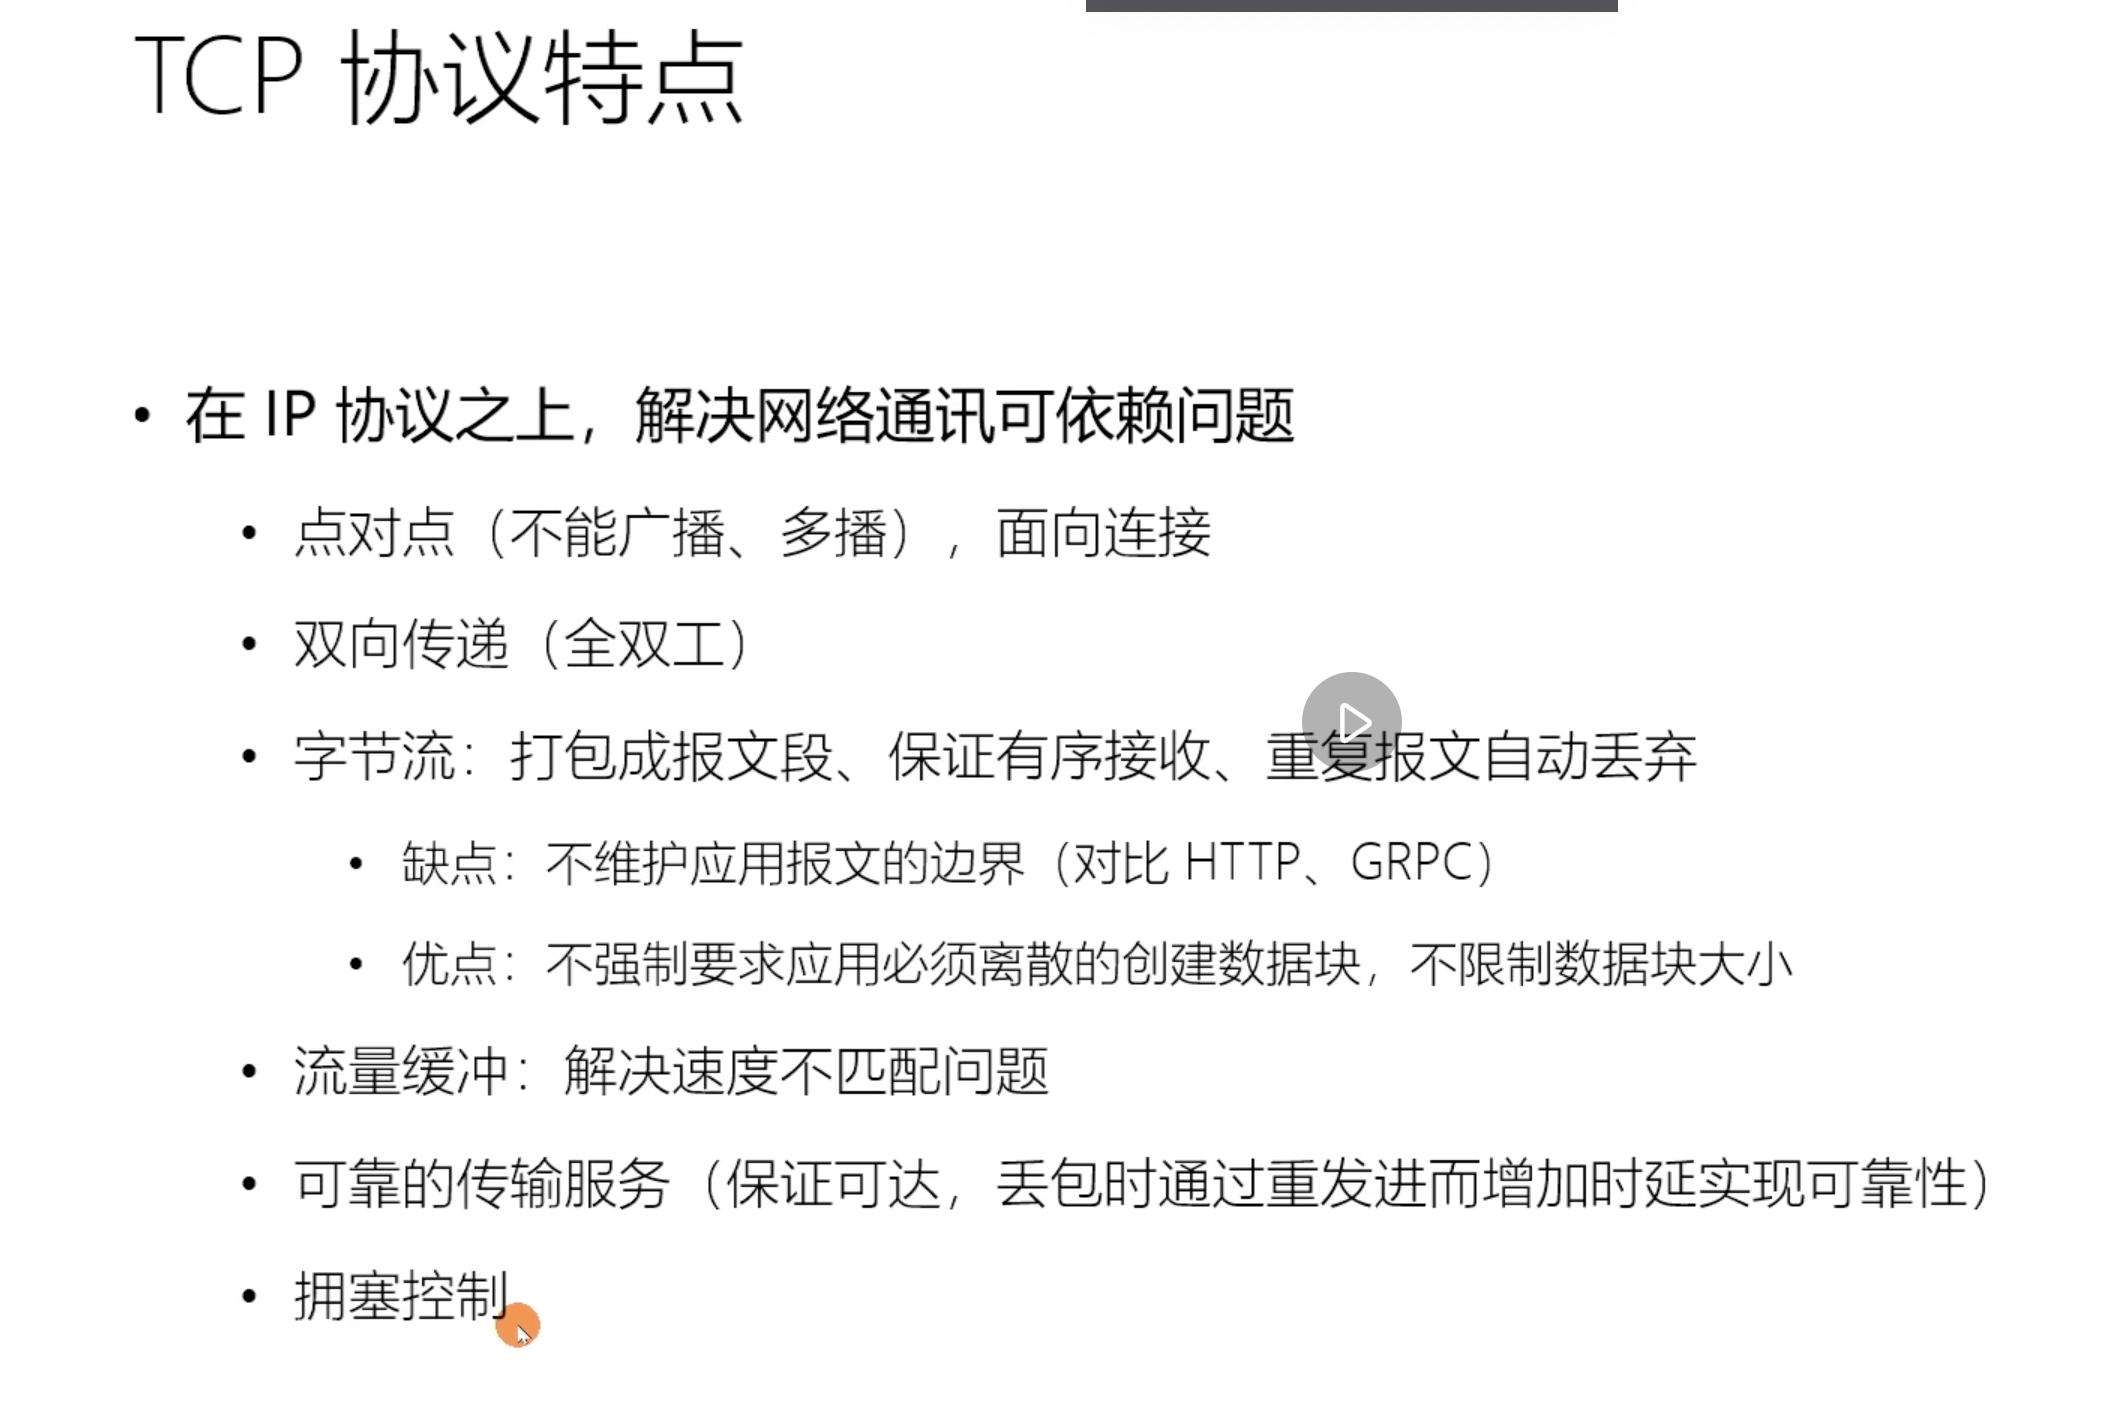 TCP 协议特点
• 在 IP 协议之上，解决网络通讯可依赖问题
• 点对点（不能广播、多播），面向连接
• 双向传递（全双工）
• 字节流：打包成报文段、保证有序接收、重复报文自动丢弃
• 缺点：不维护应用报文的边界（对比 HTTP、GRPC）
• 优点：不强制要求应用必须离散的创建数据块，不限制数据块大小
• 流量缓冲：解决速度不匹配问题
• 可靠的传输服务（保证可达，丢包时通过重发进而增加时延实现可靠性）
• 拥塞控制